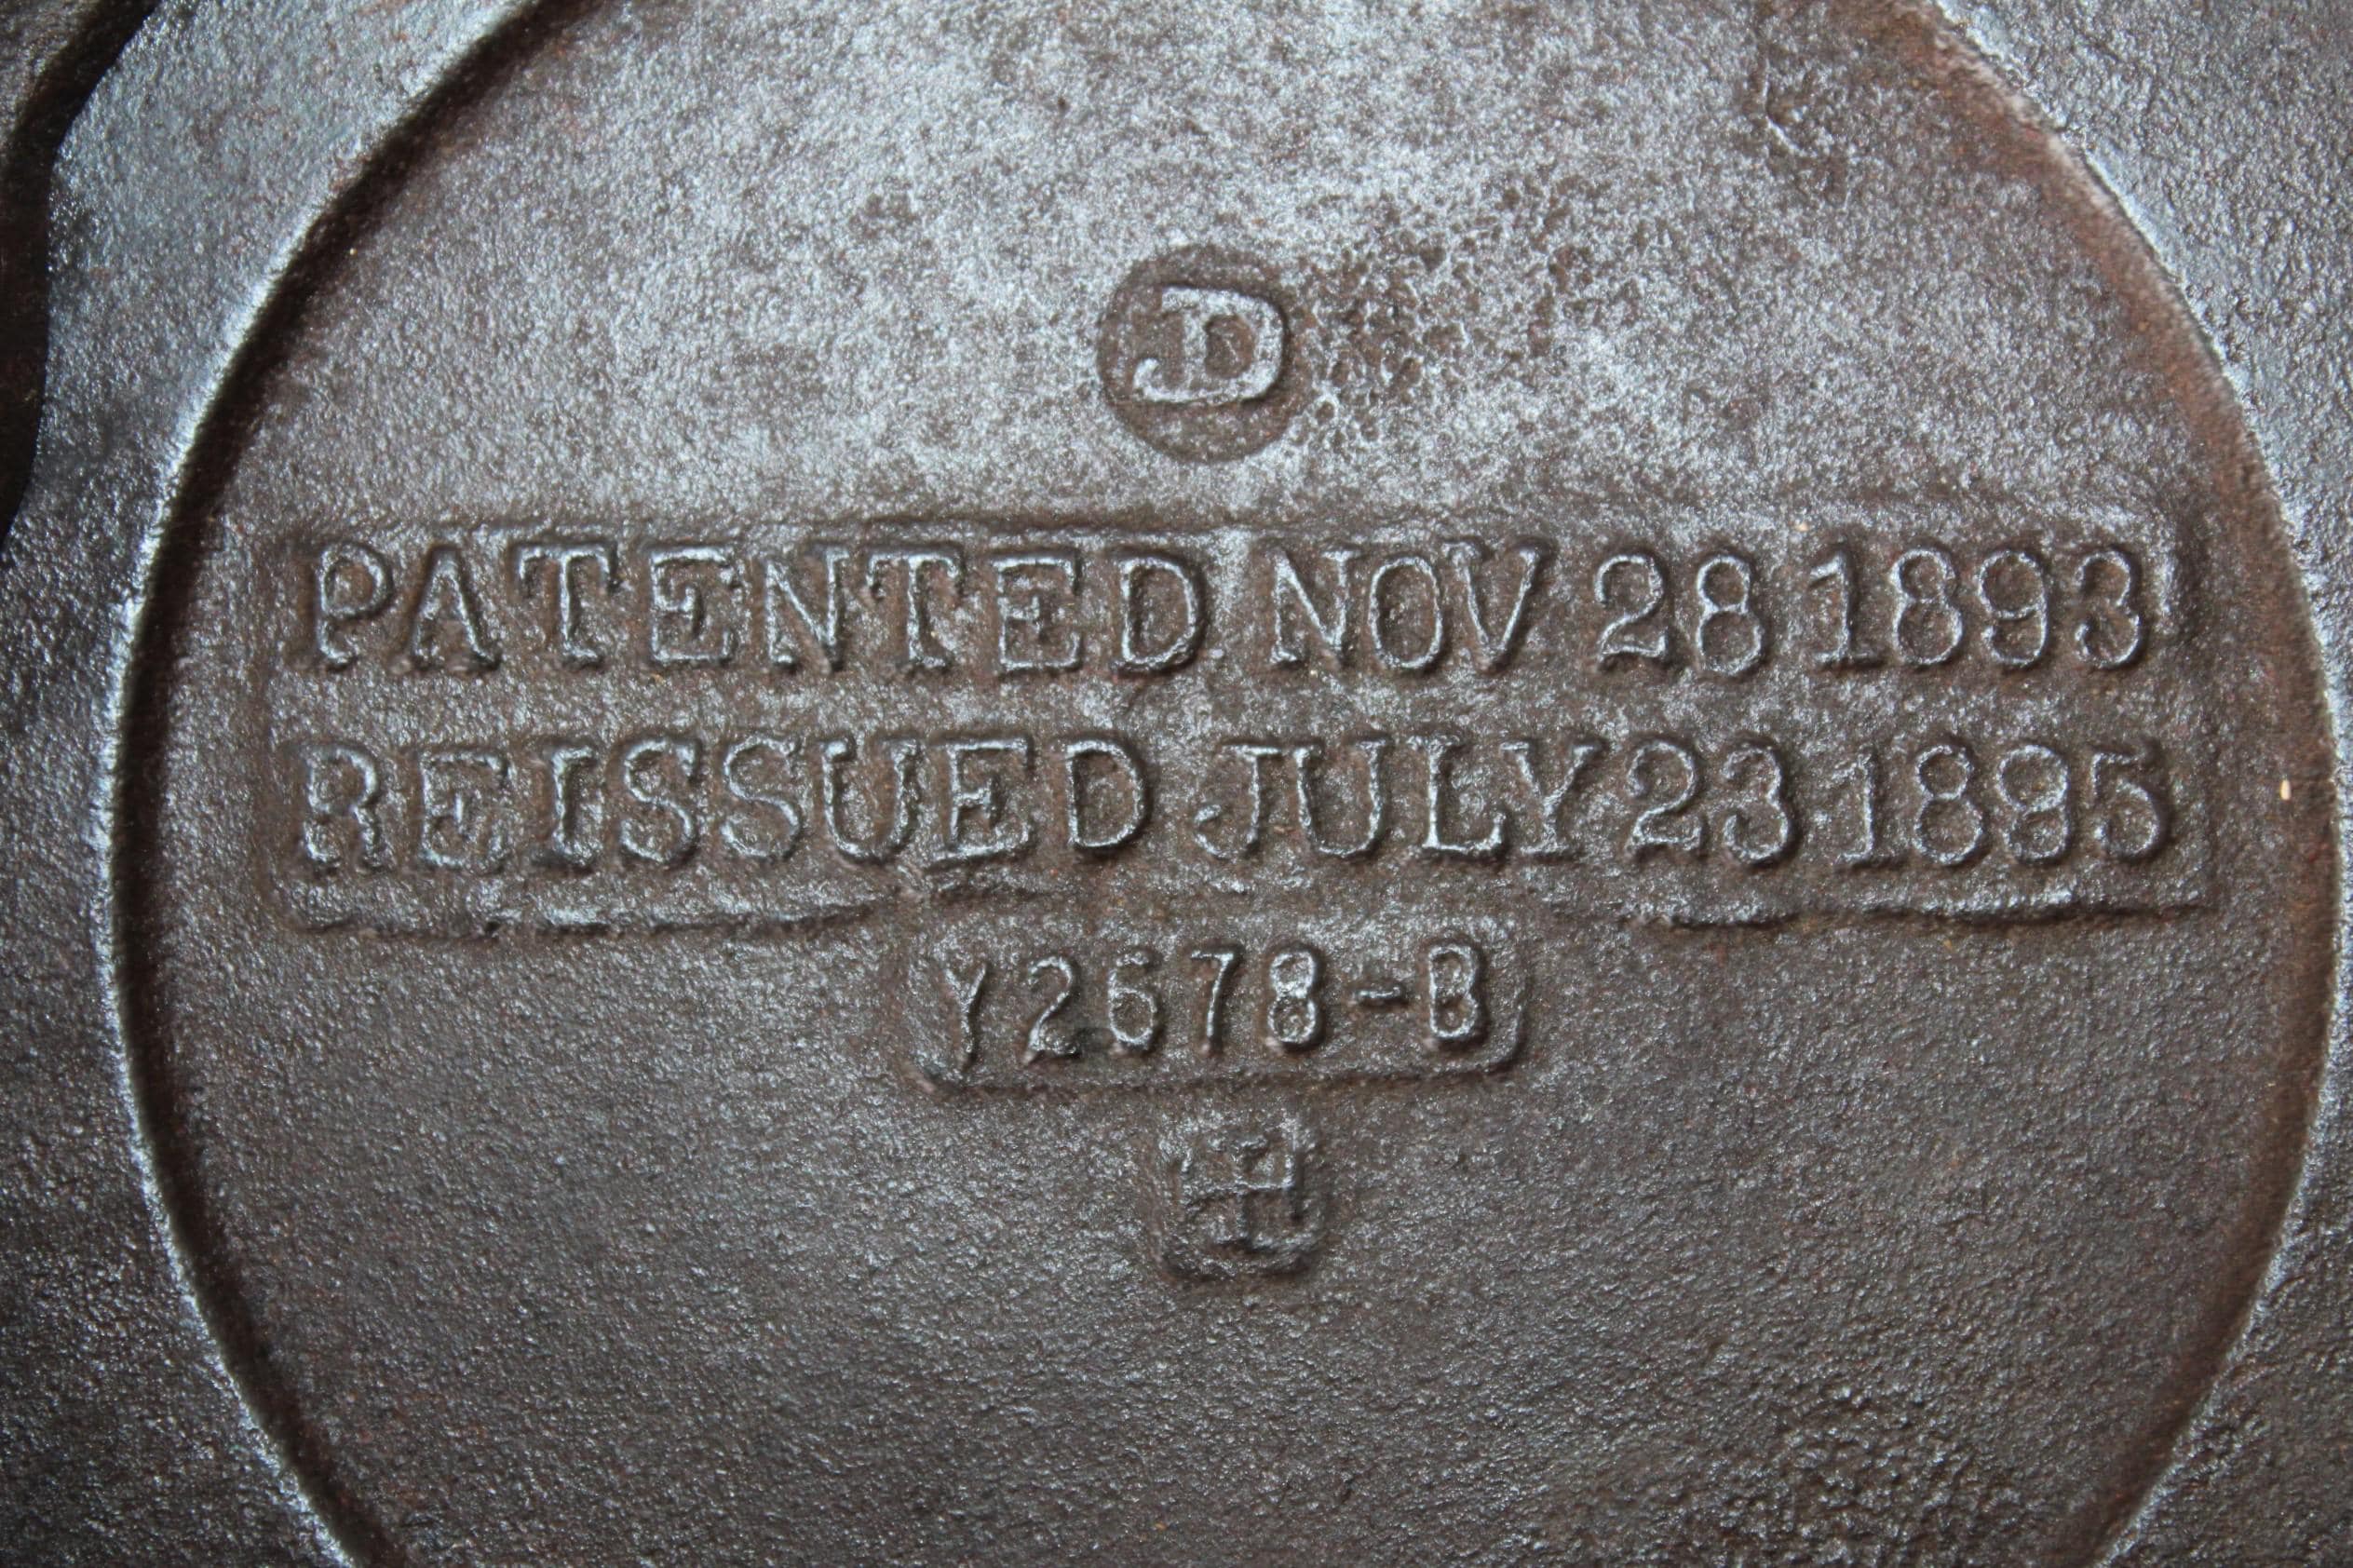 D
PATENTED NOV 28 1893
REISSUED JULY 23 1895
Y2678-B